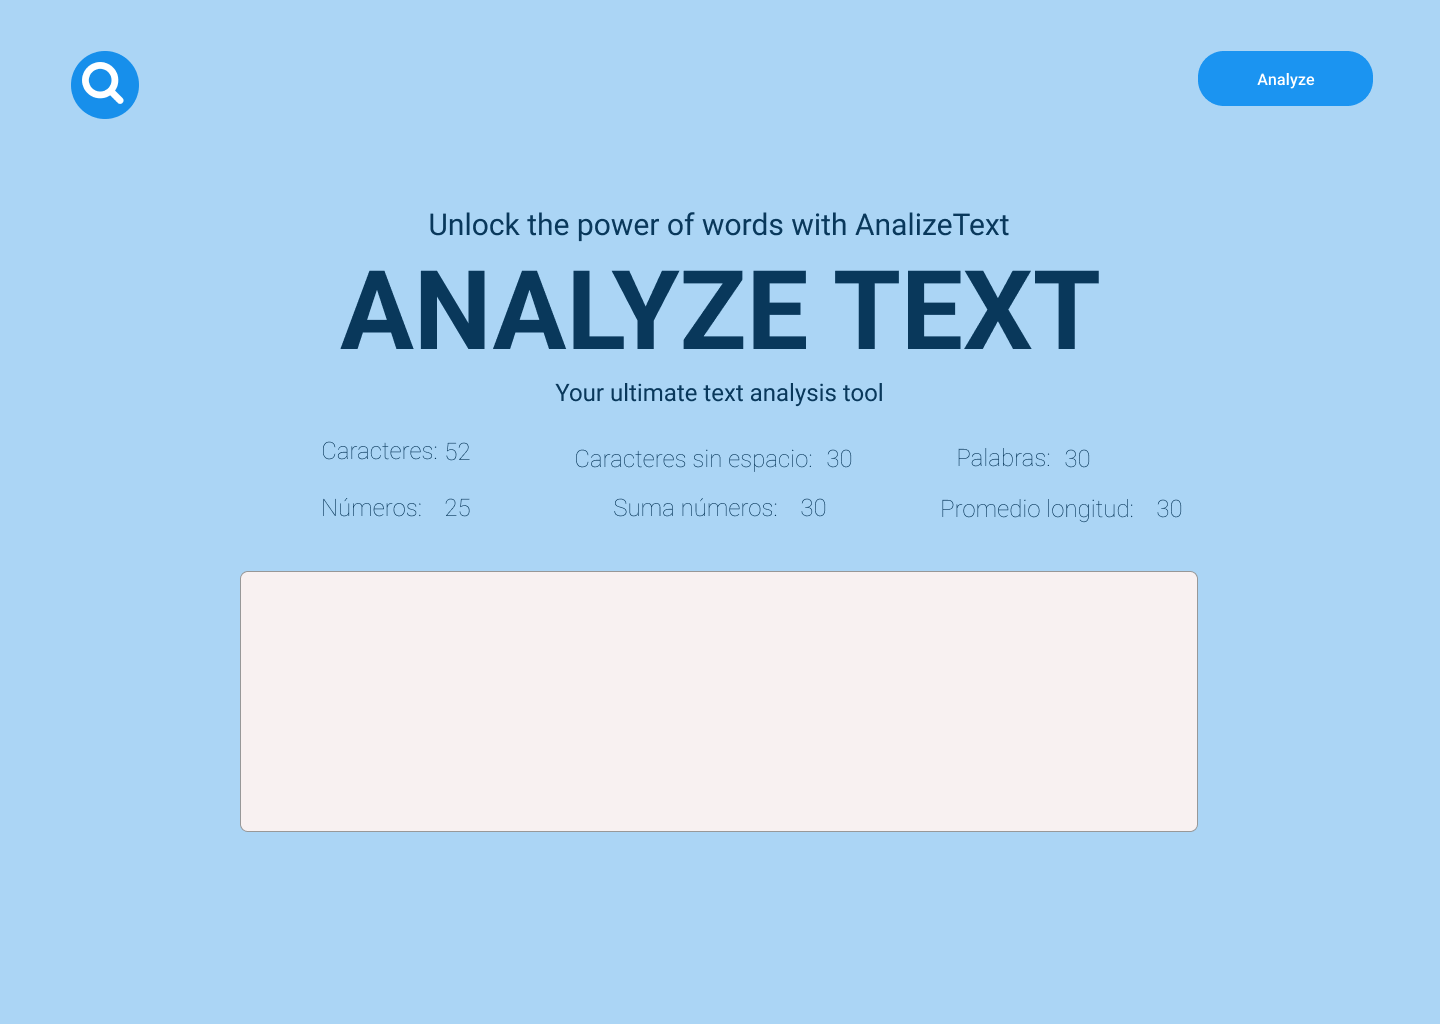 Analyze
Unlock the power of words with AnalizeText
ANALYZE TEXT
Your ultimate text analysis tool
Caracteres: 52 Caracteres sin espacio: 30 Palabras: 30
Números: 25 Suma números: 30 Promedio longitud: 30